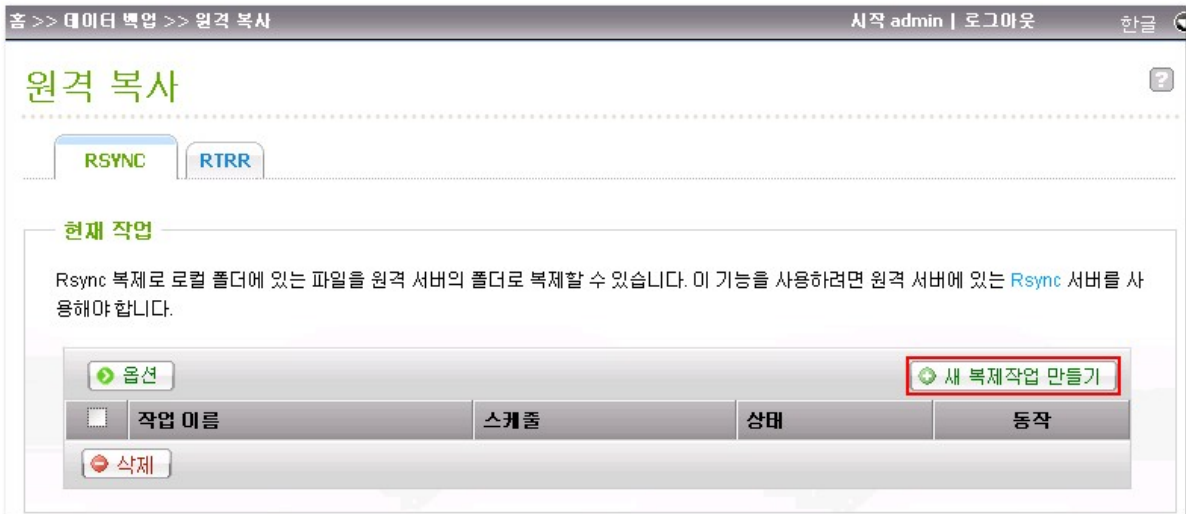 홈 >> 데이터 백업 >> 원격 복사 시작 admin | 로그아웃 한글
원격 복사
?
RSYNC RTRR
현재 작업
Rsync 복제로 로컬 폴더에 있는 파일을 원격 서버의 폴더로 복제할 수 있습니다. 이 기능을 사용하려면 원격 서버에 있는 Rsync 서버를 사
용해야 합니다.
옵션 새 복제작업 만들기
작업 이름 스케줄 상태 동작
삭제